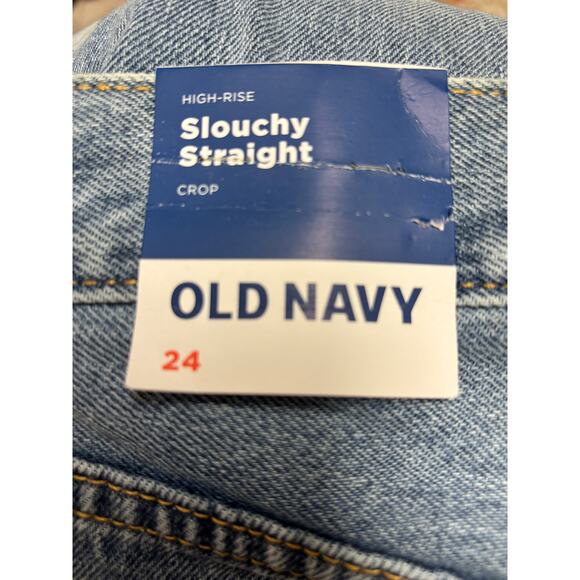 HIGH-RISE
Slouchy
Straight
CROP
OLD NAVY
24